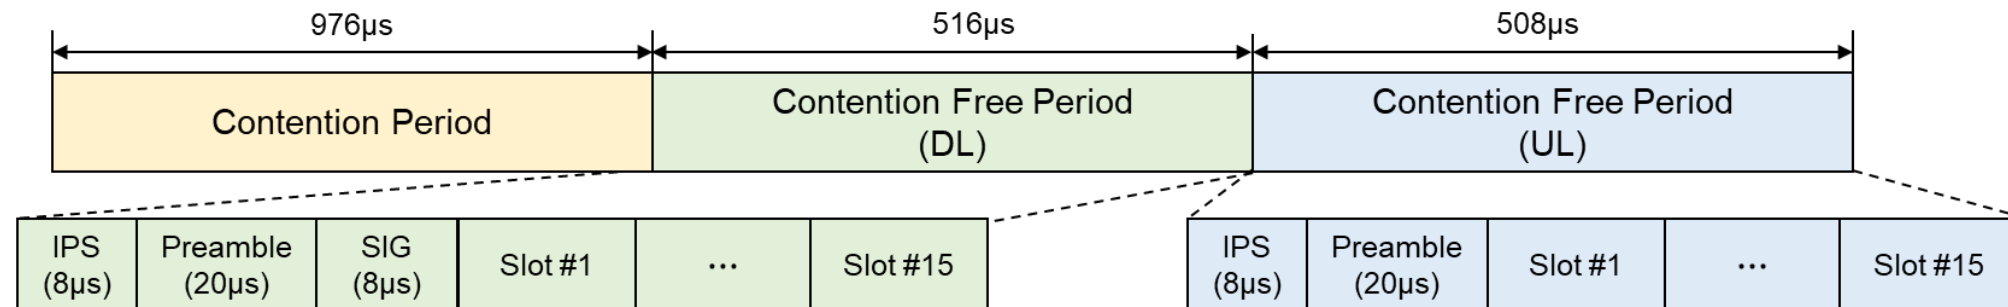 976μs 516μs 508μs
Contention Period
Contention Free Period
(DL)
Contention Free Period
(UL)
IPS
(8μs)
Preamble
(20μs)
SIG
(8μs)
Slot #1
...
Slot #15
IPS
(8μs)
Preamble
(20μs)
Slot #1
...
Slot #15